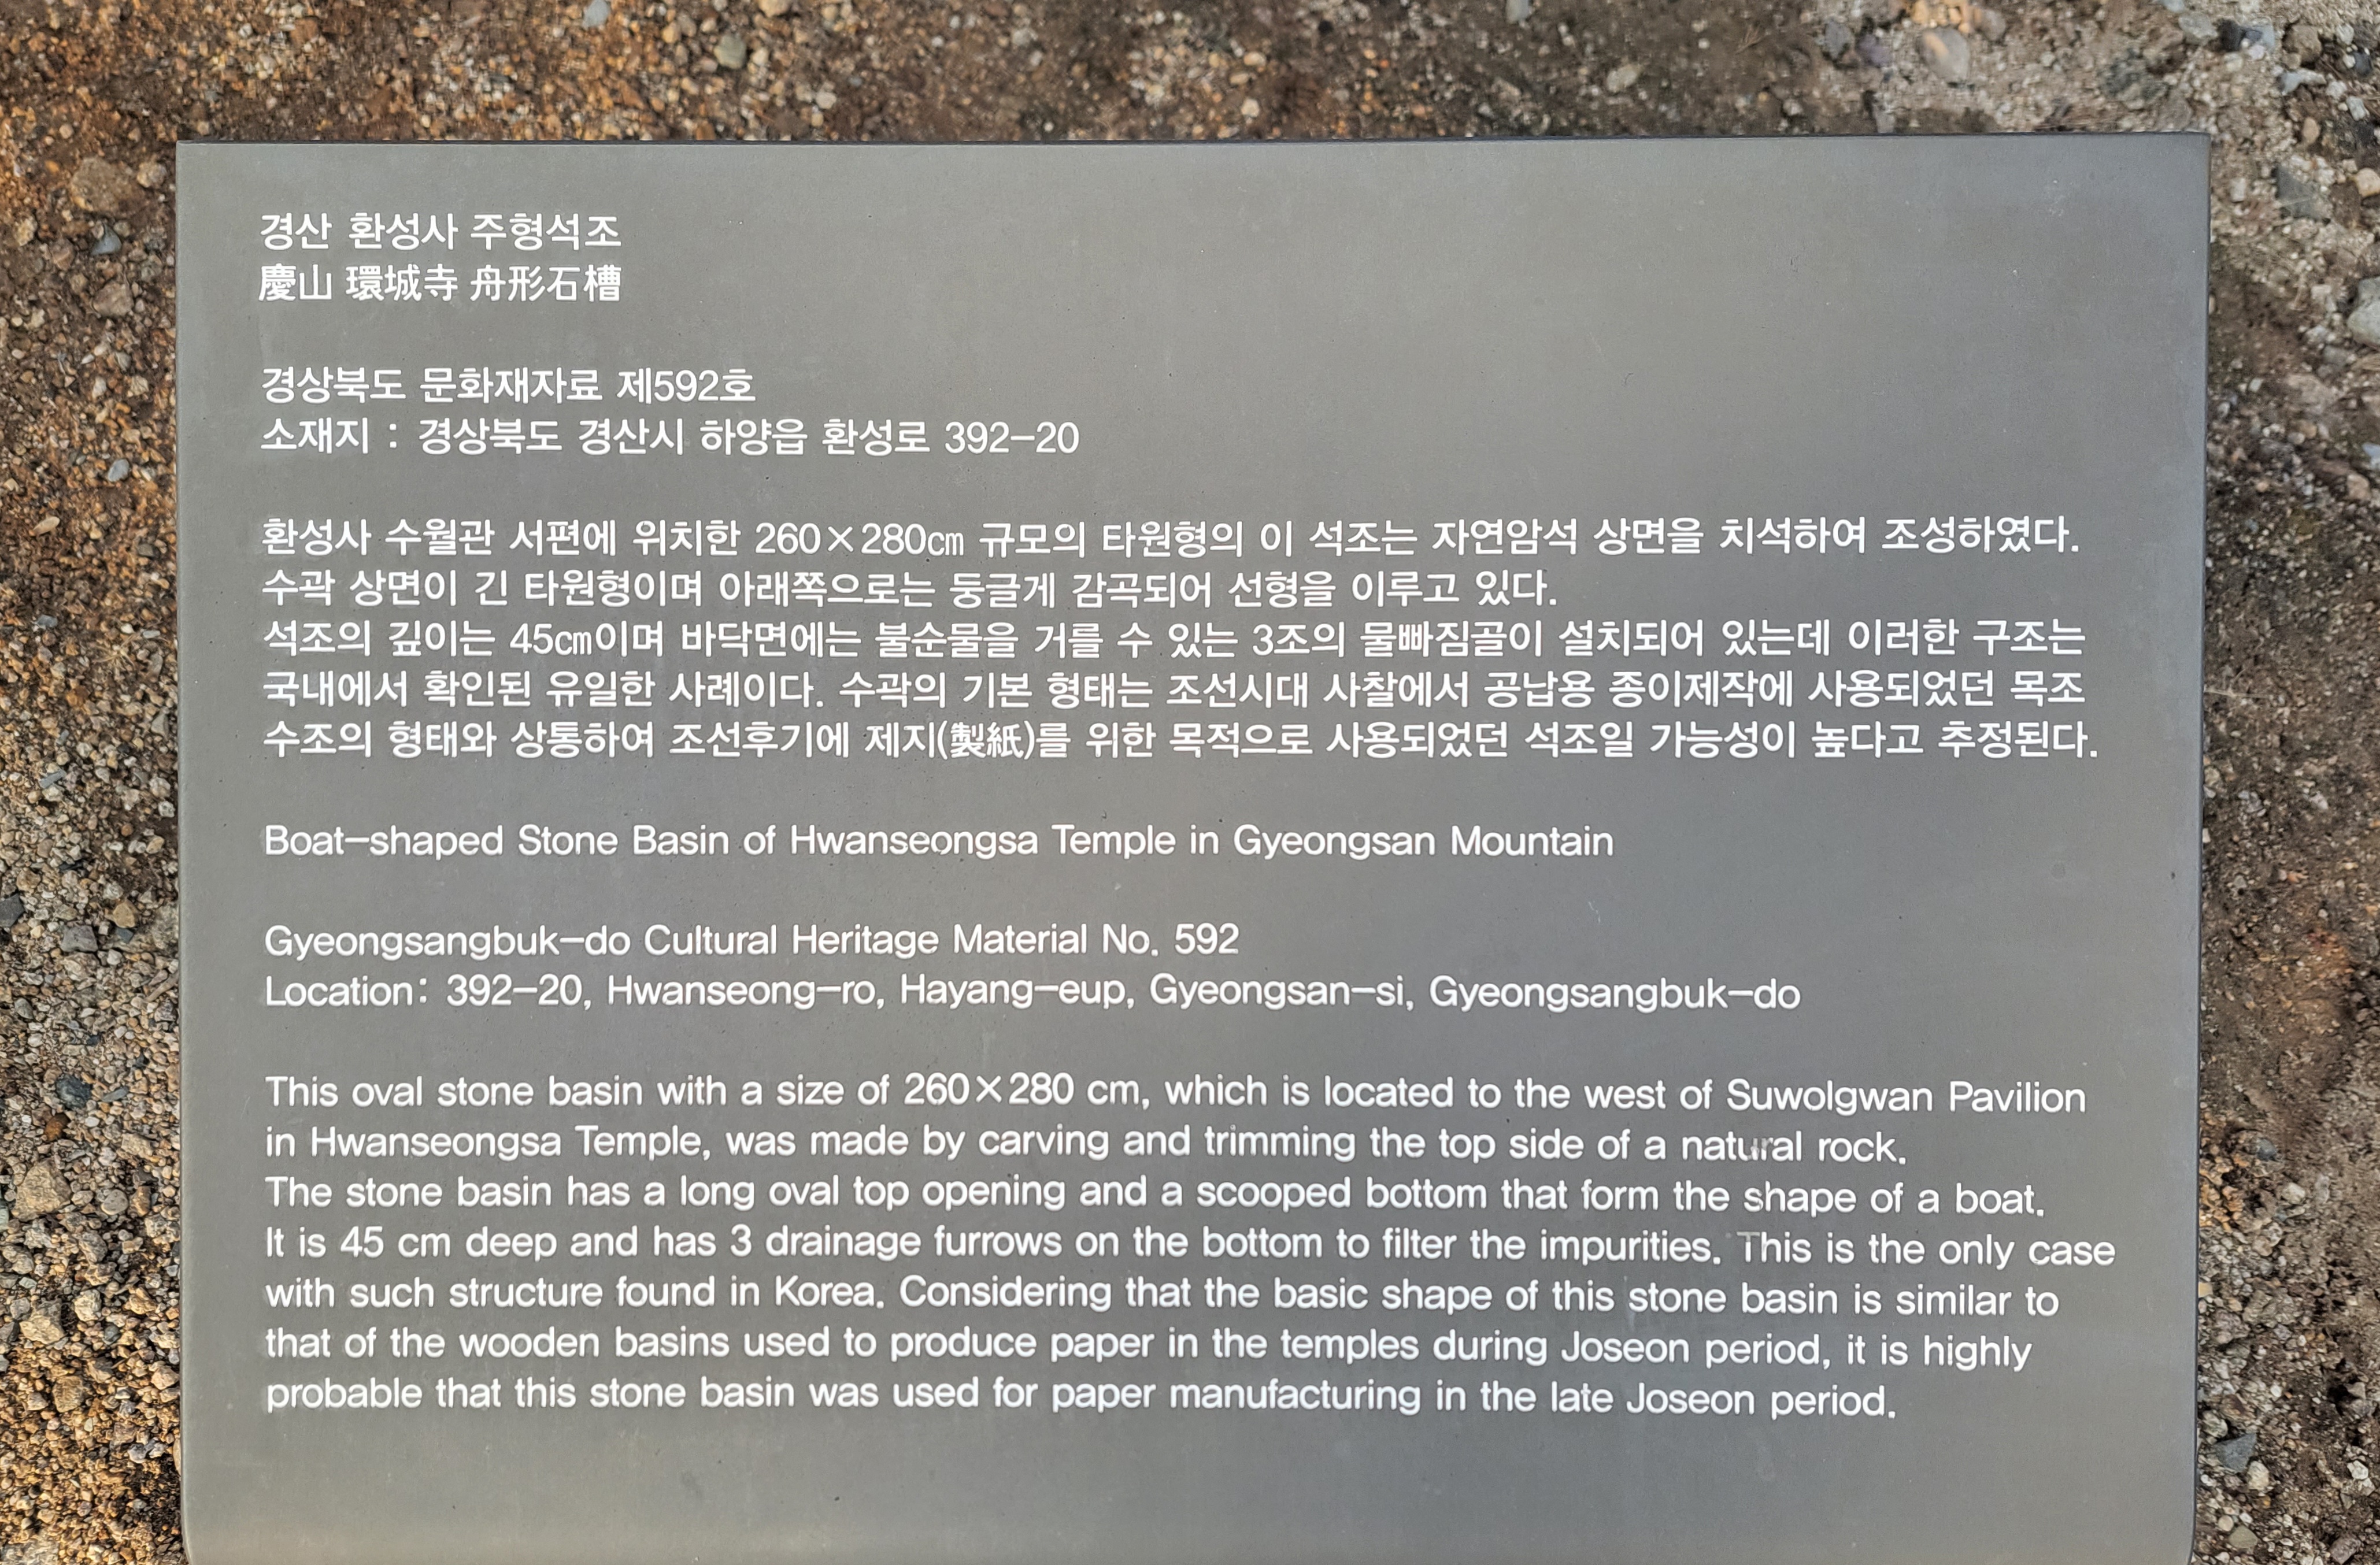 경산 환성사 주형석조
慶山 環城寺 舟形石槽
경상북도 문화재자료 제592호
소재지 : 경상북도 경산시 하양읍 환성로 392-20
환성사 수월관 서편에 위치한 260×280㎝ 규모의 타원형의 이 석조는 자연암석 상면을 치석하여 조성하였다.
수곽 상면이 긴 타원형이며 아래쪽으로는 둥글게 감곡되어 선형을 이루고 있다.
석조의 깊이는 45㎝이며 바닥면에는 불순물을 거를 수 있는 3조의 물빠짐골이 설치되어 있는데 이러한 구조는
국내에서 확인된 유일한 사례이다. 수곽의 기본 형태는 조선시대 사찰에서 공납용 종이제작에 사용되었던 목조
수조의 형태와 상통하여 조선후기에 제지(製紙)를 위한 목적으로 사용되었던 석조일 가능성이 높다고 추정된다.
Boat-shaped Stone Basin of Hwanseongsa Temple in Gyeongsan Mountain
Gyeongsangbuk-do Cultural Heritage Material No. 592
Location: 392-20, Hwanseong-ro, Hayang-eup, Gyeongsan-si, Gyeongsangbuk-do
This oval stone basin with a size of 260×280 cm, which is located to the west of Suwolgwan Pavilion
in Hwanseongsa Temple, was made by carving and trimming the top side of a natural rock.
The stone basin has a long oval top opening and a scooped bottom that form the shape of a boat.
It is 45 cm deep and has 3 drainage furrows on the bottom to filter the impurities. This is the only case
with such structure found in Korea. Considering that the basic shape of this stone basin is similar to
that of the wooden basins used to produce paper in the temples during Joseon period, it is highly
probable that this stone basin was used for paper manufacturing in the late Joseon period.